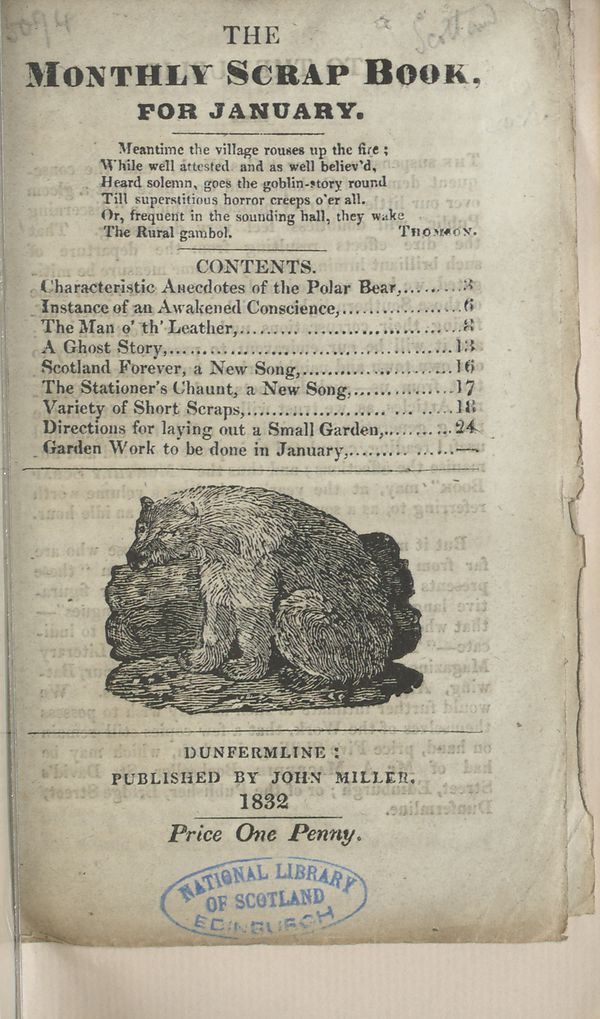 Scotland
THE
MONTHLY SCRAP BOOK,
FOR JANUARY.
Meantime the village rouses up the fire ;
While well attested and as well believ'd,
Heard solemn, goes the goblin-story round
Till superstitious horror creeps o'er all.
Or, frequent in the sounding hall, they wake
The Rural gambol. THOMSON.
CONTENTS.
Characteristic Anecdotes of the Polar Bear,.........3
Instance of an Awakened Conscience,..................6
The Man o' th' Leather,.................................8
A Ghost Story,.............................................13
Scotland Forever, a New Song,.........................16
The Stationer's Chaunt, a New Song,................17
Variety of Short Scraps,.................................18
Directions for laying out a Small Garden,............24
Garden Work to be done in January,...............—
DUNFERMLINE :
PUBLISHED BY JOHN MILLER.
1832
Price One Penny.
NATIONAL LIBRARY
OF SCOTLAND
EDINBURGH